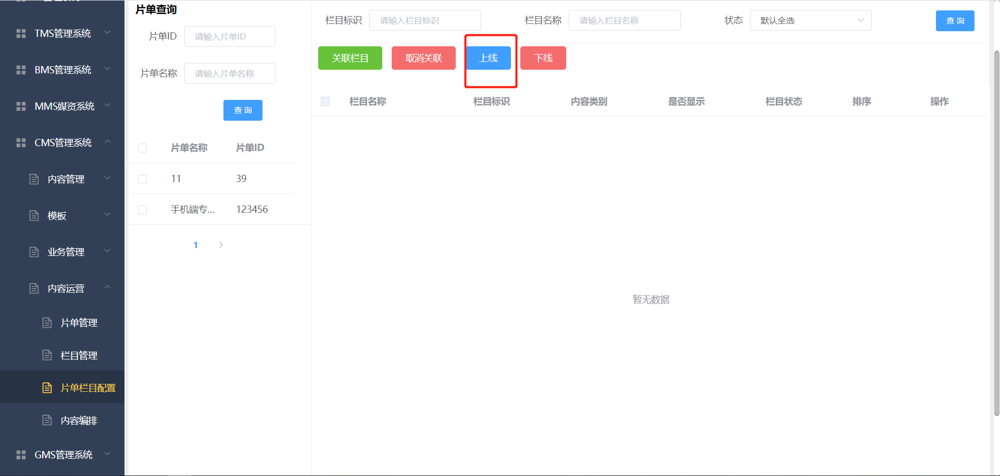 TMS管理系统
BMS管理系统
MMS媒资系统
CMS管理系统
内容管理
模板
业务管理
内容运营
片单管理
栏目管理
片单栏目配置
内容编排
GMS管理系统
片单查询
片单ID
请输入片单ID
片单名称
请输入片单名称
查询
片单名称 片单ID
11 39
手机端专... 123456
1
栏目标识 请输入栏目标识 栏目名称 请输入栏目名称 状态 默认全选 查询
关联栏目 取消关联 上线 下线
栏目名称 栏目标识 内容类别 是否显示 栏目状态 排序 操作
暂无数据